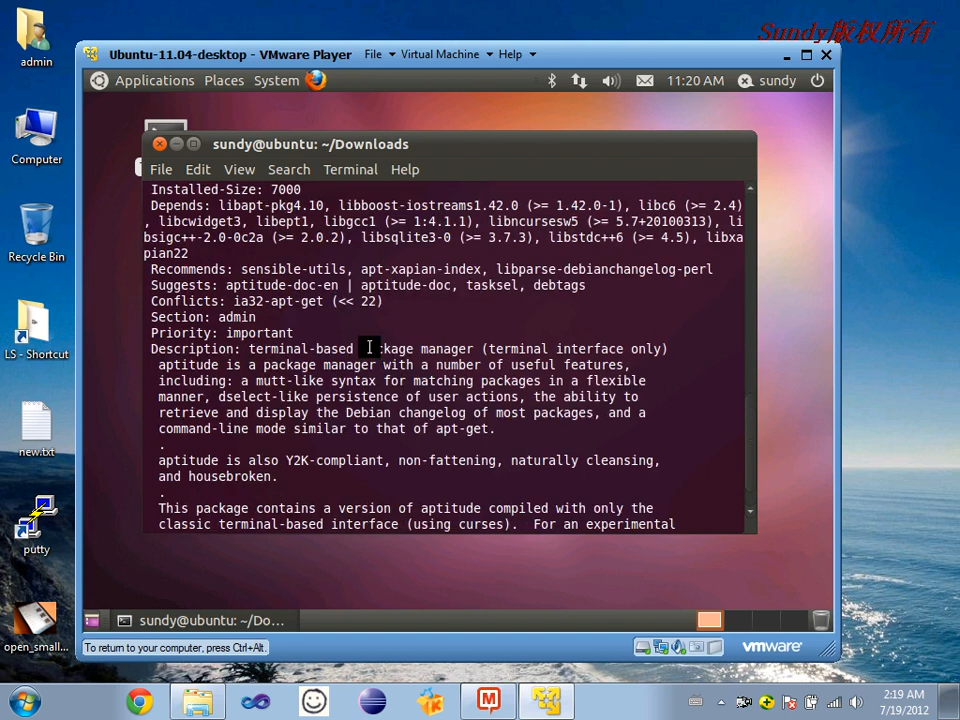 Sundy版权所有
admin
Computer
Recycle Bin
LS - Shortcut
new.txt
putty
open_small...
Ubuntu-11.04-desktop - VMware Player File Virtual Machine Help
Applications Places System 11:20 AM sundy
sundy@ubuntu: ~/Downloads
File Edit View Search Terminal Help
Installed-Size: 7000
Depends: libapt-pkg4.10, libboost-iostreams1.42.0 (>= 1.42.0-1), libc6 (>= 2.4)
, libcwidget3, libept1, libgcc1 (>= 1:4.1.1), libncursesw5 (>= 5.7+20100313), li
bsigc++-2.0-0c2a (>= 2.0.2), libsqlite3-0 (>= 3.7.3), libstdc++6 (>= 4.5), libxa
pian22
Recommends: sensible-utils, apt-xapian-index, libparse-debianchangelog-perl
Suggests: aptitude-doc-en | aptitude-doc, tasksel, debtags
Conflicts: ia32-apt-get (<< 22)
Section: admin
Priority: important
Description: terminal-based kage manager (terminal interface only)
aptitude is a package manager with a number of useful features,
including: a mutt-like syntax for matching packages in a flexible
manner, dselect-like persistence of user actions, the ability to
retrieve and display the Debian changelog of most packages, and a
command-line mode similar to that of apt-get.
.
aptitude is also Y2K-compliant, non-fattening, naturally cleansing,
and housebroken.
.
This package contains a version of aptitude compiled with only the
classic terminal-based interface (using curses). For an experimental
sundy@ubuntu: ~/Do...
To return to your computer, press Ctrl+Alt.
vmware
2:19 AM
7/19/2012